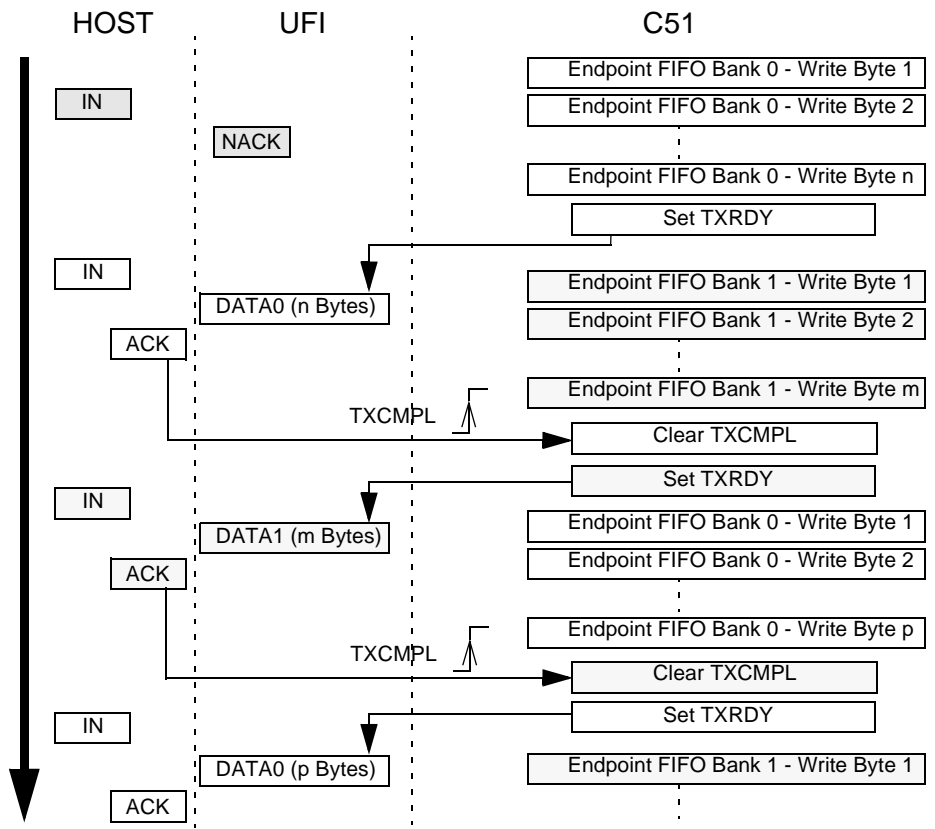 HOST
UFI
C51
Endpoint FIFO Bank 0 - Write Byte 1
IN
Endpoint FIFO Bank 0 - Write Byte 2
NACK
Endpoint FIFO Bank 0 - Write Byte n
Set TXRDY
IN
Endpoint FIFO Bank 1 - Write Byte 1
DATA0 (n Bytes)
Endpoint FIFO Bank 1 - Write Byte 2
ACK
Endpoint FIFO Bank 1 - Write Byte m
TXCMPL
Clear TXCMPL
Set TXRDY
IN
Endpoint FIFO Bank 0 - Write Byte 1
DATA1 (m Bytes)
Endpoint FIFO Bank 0 - Write Byte 2
ACK
Endpoint FIFO Bank 0 - Write Byte p
TXCMPL
Clear TXCMPL
Set TXRDY
IN
DATA0 (p Bytes)
Endpoint FIFO Bank 1 - Write Byte 1
ACK